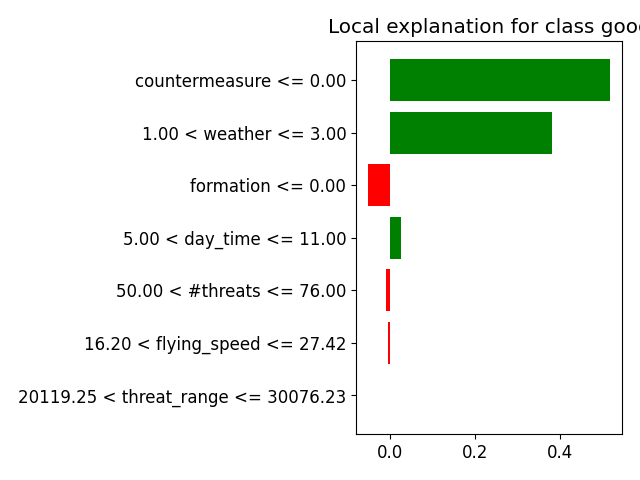 Local explanation for class good
countermeasure <= 0.00
1.00 < weather <= 3.00
formation <= 0.00
5.00 < day_time <= 11.00
50.00 < #threats <= 76.00
16.20 < flying_speed <= 27.42
20119.25 < threat_range <= 30076.23
0.0 0.2 0.4